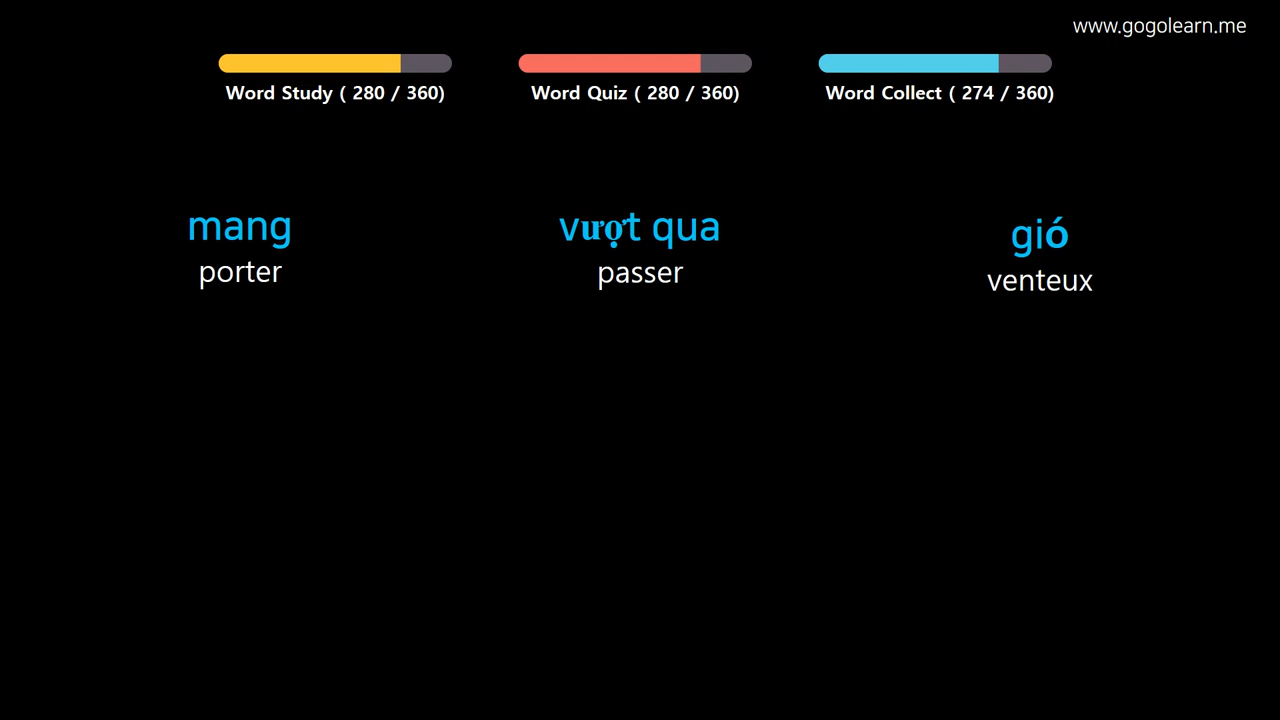 www.gogolearn.me
Word Study ( 280 / 360)
Word Quiz ( 280 / 360)
Word Collect ( 274 / 360)
mang
porter
vượt qua
passer
gió
venteux